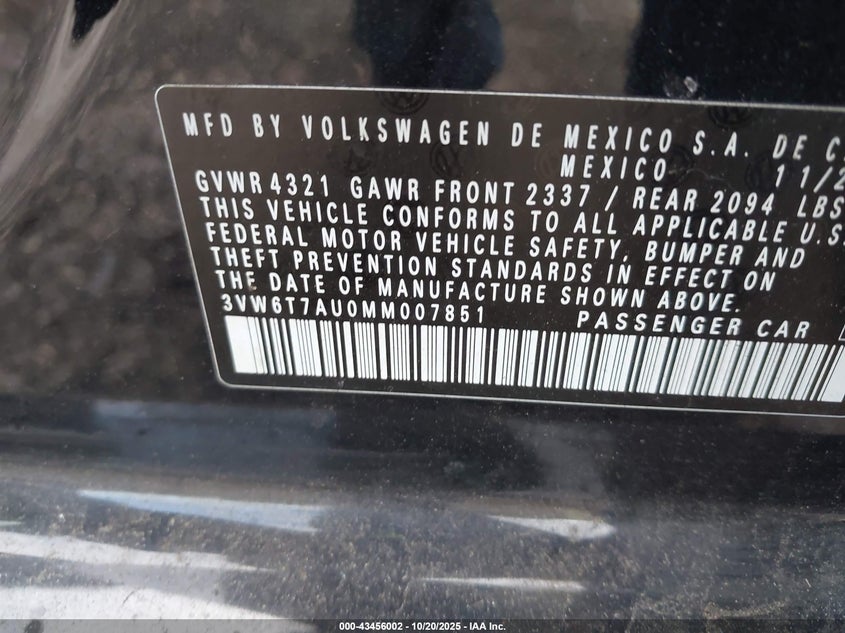 MFD BY VOLKSWAGEN DE MEXICO S.A. DE C.
MEXICO 11/2
GVWR 4321 GAWR FRONT 2337 / REAR 2094 LBS
THIS VEHICLE CONFORMS TO ALL APPLICABLE U.S.
FEDERAL MOTOR VEHICLE SAFETY, BUMPER AND
THEFT PREVENTION STANDARDS IN EFFECT ON
THE DATE OF MANUFACTURE SHOWN ABOVE.
3VW6T7AU0MM007851 PASSENGER CAR
000-43456002 - 10/20/2025 - IAA Inc.